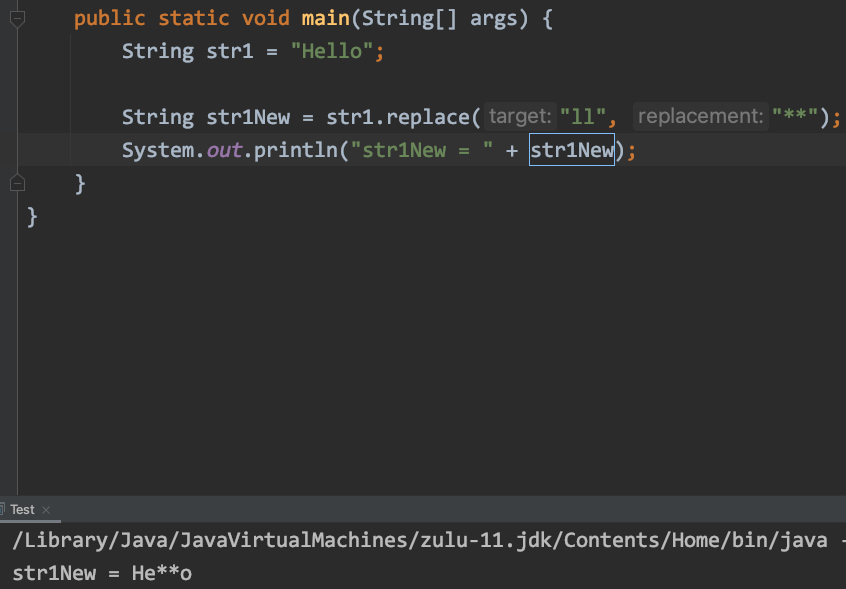 public static void main(String[] args) {
String str1 = "Hello";
String str1New = str1.replace( target: "ll", replacement: "**");
System.out.println("str1New = " + str1New);
}
}
Test ×
/Library/Java/JavaVirtualMachines/zulu-11.jdk/Contents/Home/bin/java -
str1New = He**o